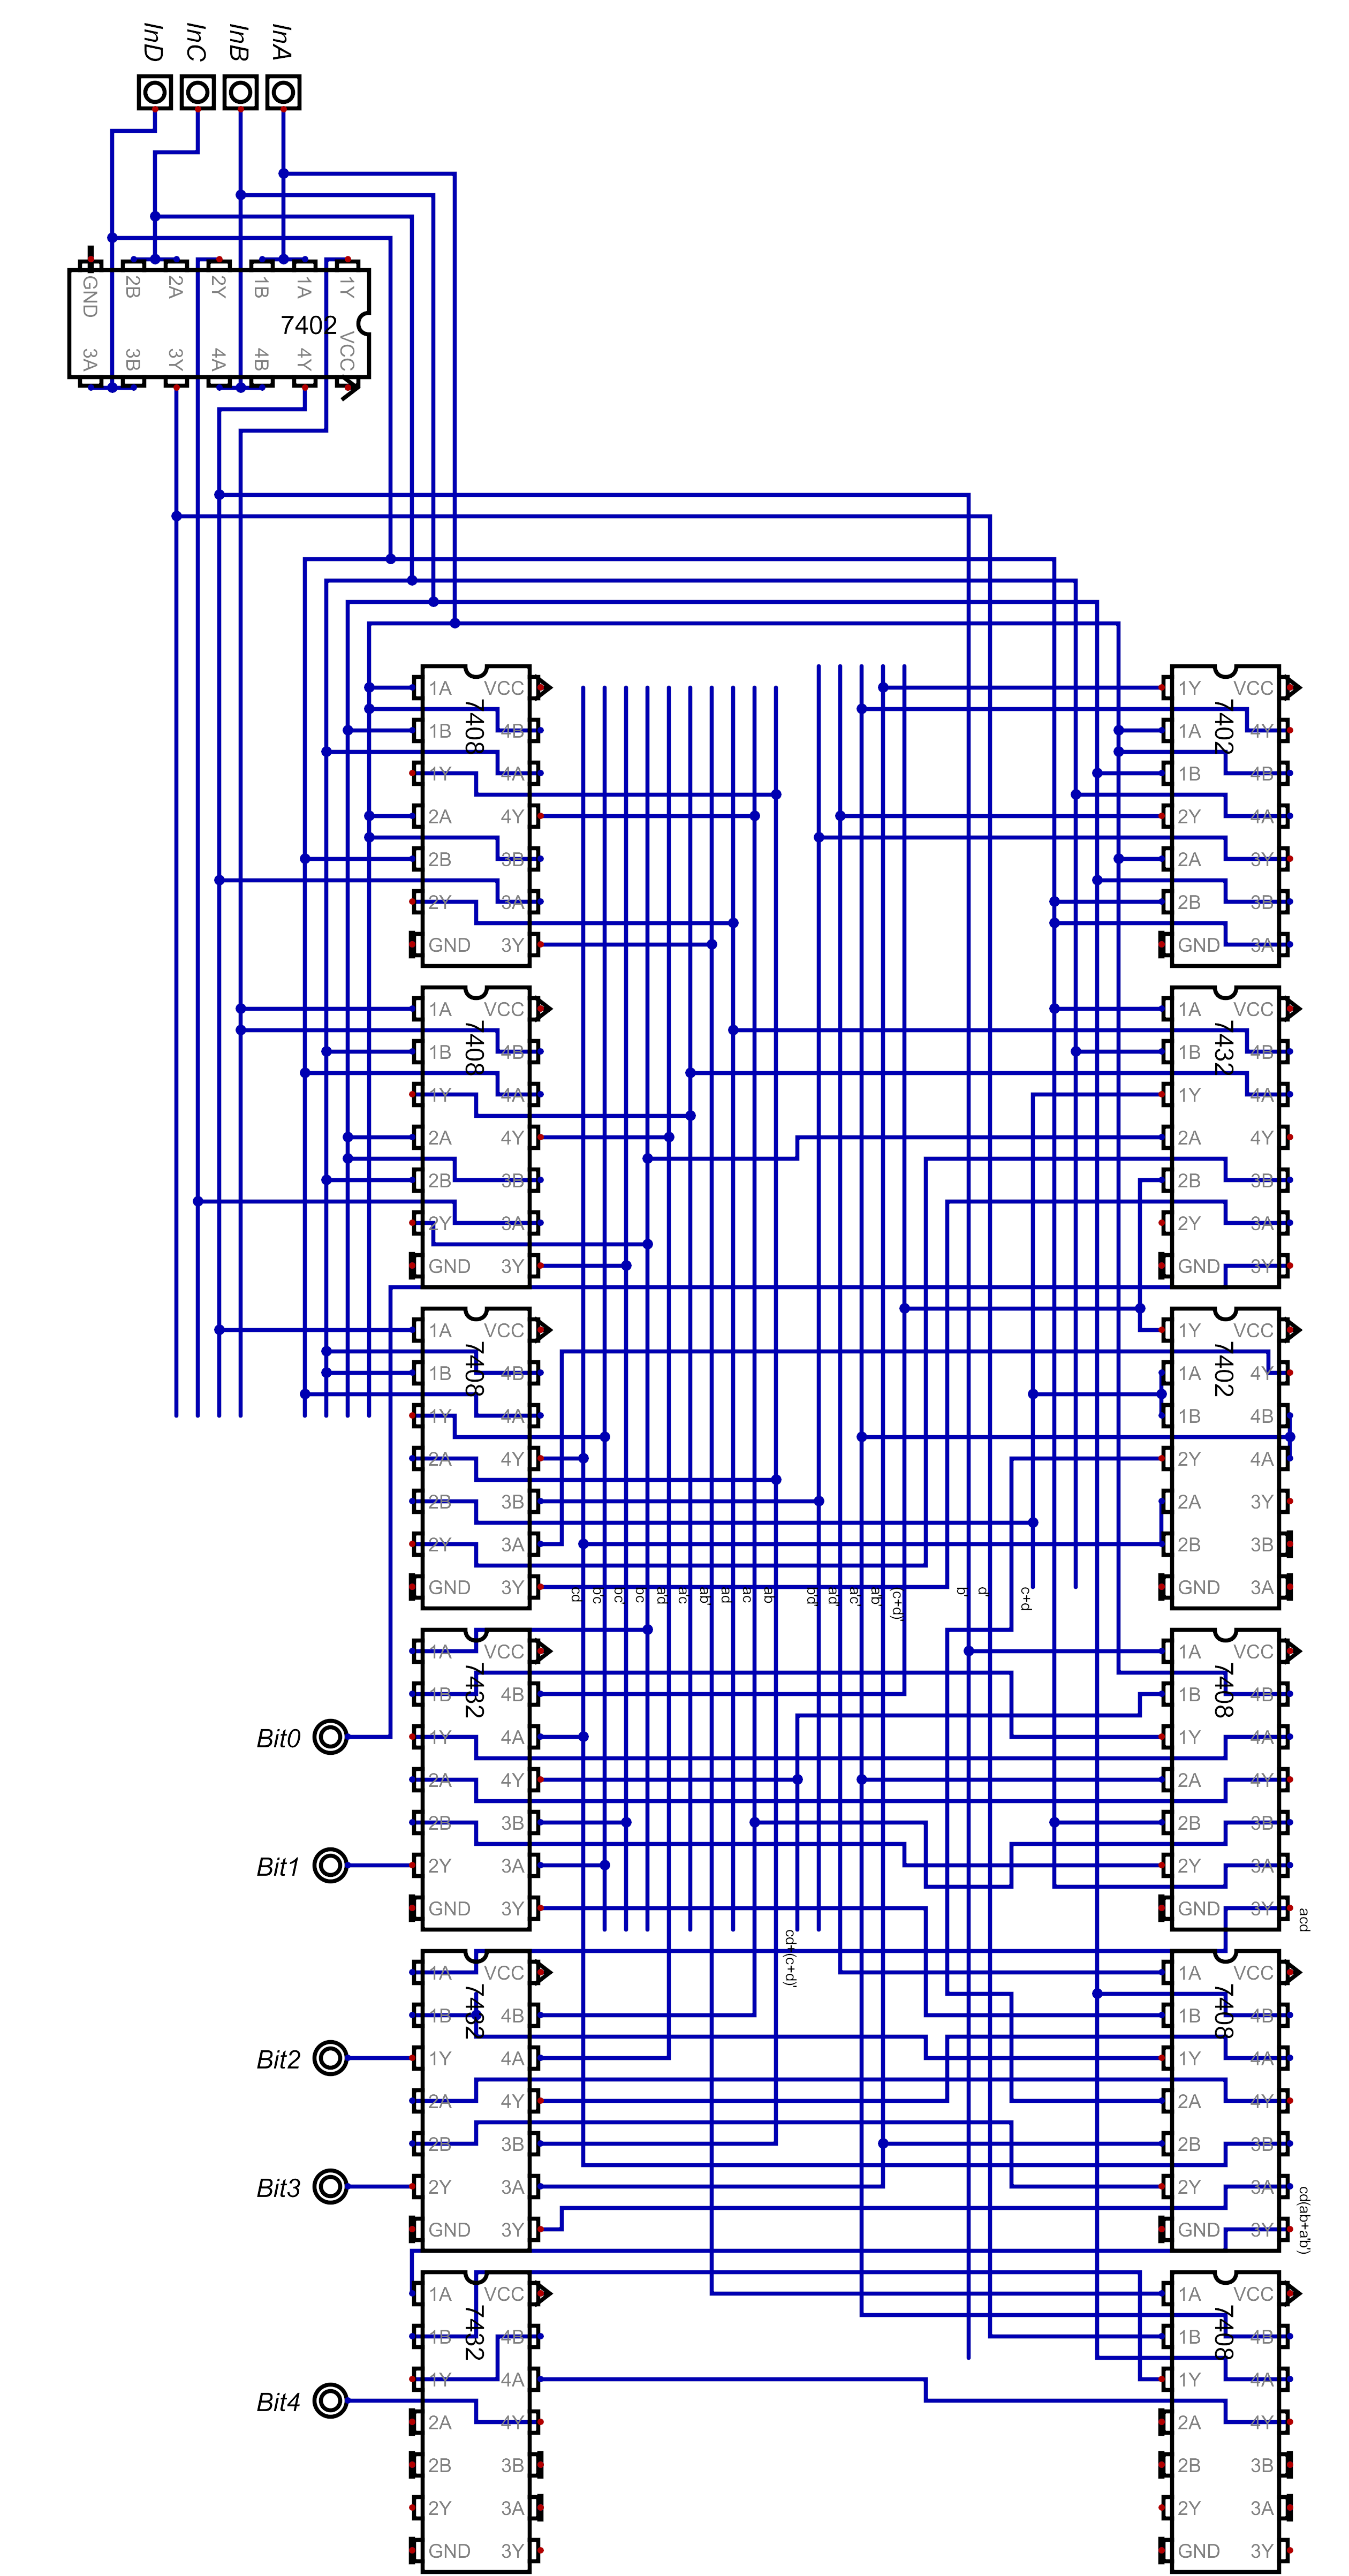 InD
InC
InB
InA
GND 2B 2A 2Y 1B 1A 1Y
7402
3A 3B 3Y 4A 4B 4Y VCC
1A VCC
1B 4B
1Y 4A
2A 4Y
2B 3B
2Y 3A
GND 3Y
7408
1Y VCC
1A 4Y
1B 4B
2Y 4A
2A 3Y
2B 3B
GND 3A
7402
1A VCC
1B 4B
1Y 4A
2A 4Y
2B 3B
2Y 3A
GND 3Y
7408
1A VCC
1B 4B
1Y 4A
2A 4Y
2B 3B
2Y 3A
GND 3Y
7432
1A VCC
1B 4B
1Y 4A
2A 4Y
2B 3B
2Y 3A
GND 3Y
7408
1Y VCC
1A 4Y
1B 4B
2Y 4A
2A 3Y
2B 3B
GND 3A
7402
cd
b'c
bc'
bc
a'd
a'c
ab'
ad
ac
ab
b'd'
a'd'
a'c'
a'b'
(c+d)'
b'
d'
c+d
1A VCC
1B 4B
1Y 4A
2A 4Y
2B 3B
2Y 3A
GND 3Y
7432
Bit0
Bit1
1A VCC
1B 4B
1Y 4A
2A 4Y
2B 3B
2Y 3A
GND 3Y
7408
acd
cd+(c+d)'
1A VCC
1B 4B
1Y 4A
2A 4Y
2B 3B
2Y 3A
GND 3Y
7432
Bit2
Bit3
1A VCC
1B 4B
1Y 4A
2A 4Y
2B 3B
2Y 3A
GND 3Y
7408
cd(ab+a'b')
1A VCC
1B 4B
1Y 4A
2A 4Y
2B 3B
2Y 3A
GND 3Y
7432
Bit4
1A VCC
1B 4B
1Y 4A
2A 4Y
2B 3B
2Y 3A
GND 3Y
7408